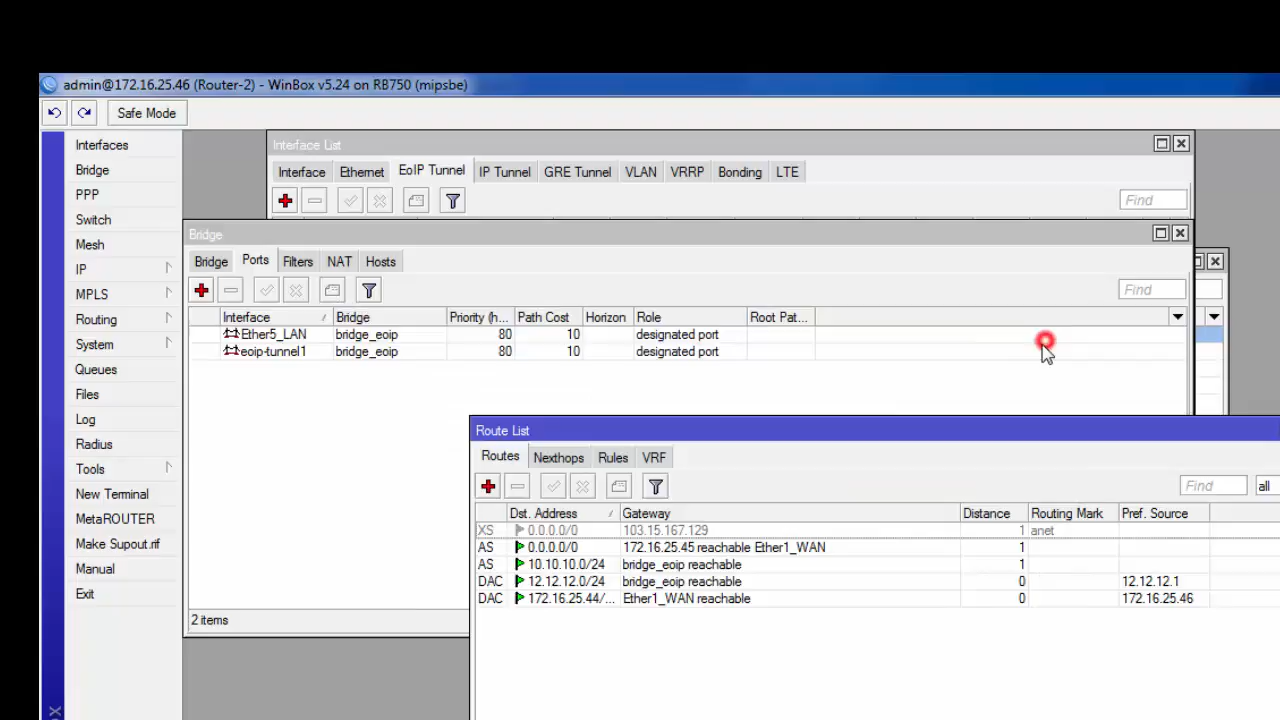 admin@172.16.25.46 (Router-2) - WinBox v5.24 on RB750 (mipsbe)
Safe Mode
Interfaces
Bridge
PPP
Switch
Mesh
IP
MPLS
Routing
System
Queues
Files
Log
Radius
Tools
New Terminal
MetaROUTER
Make Supout.rif
Manual
Exit
Interface List
Interface Ethernet EoIP Tunnel IP Tunnel GRE Tunnel VLAN VRRP Bonding LTE
Find
Bridge
Bridge Ports Filters NAT Hosts
Find
Interface / Bridge Priority (h... Path Cost Horizon Role Root Pat...
Ether5_LAN bridge_eoip 80 10 designated port
eoip-tunnel1 bridge_eoip 80 10 designated port
2 items
Route List
Routes Nexthops Rules VRF
Find all
Dst. Address / Gateway Distance Routing Mark Pref. Source
XS 0.0.0.0/0 103.15.167.129 1 anet
AS 0.0.0.0/0 172.16.25.45 reachable Ether1_WAN 1
AS 10.10.10.0/24 bridge_eoip reachable 1
DAC 12.12.12.0/24 bridge_eoip reachable 0 12.12.12.1
DAC 172.16.25.44/... Ether1_WAN reachable 0 172.16.25.46